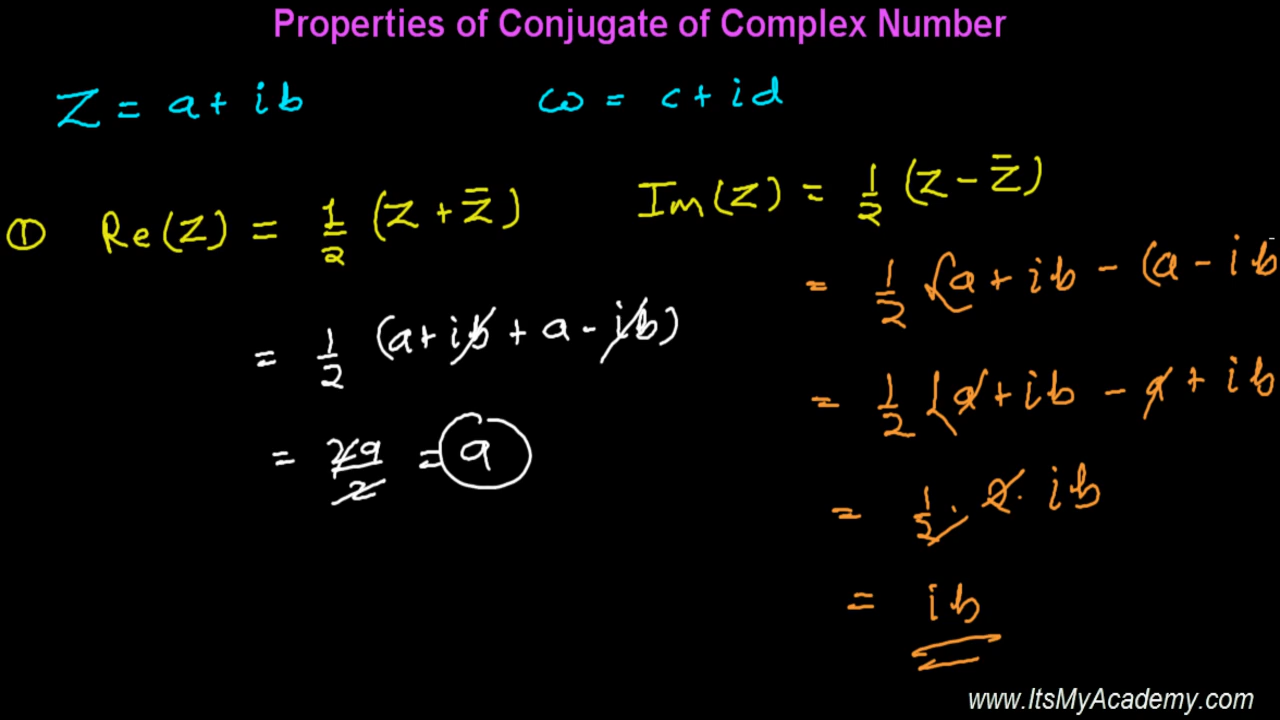 Properties of Conjugate of Complex Number
Z = a + ib
ω = c + id
① Re(Z) = 1/2 (Z + Z̄)
= 1/2 (a + ib + a - ib)
= 2a/2 = a
Im(Z) = 1/2 (Z - Z̄)
= 1/2 (a + ib - (a - ib
= 1/2 (a + ib - a + ib
= 1/2 . 2 . ib
= ib
www.ItsMyAcademy.com